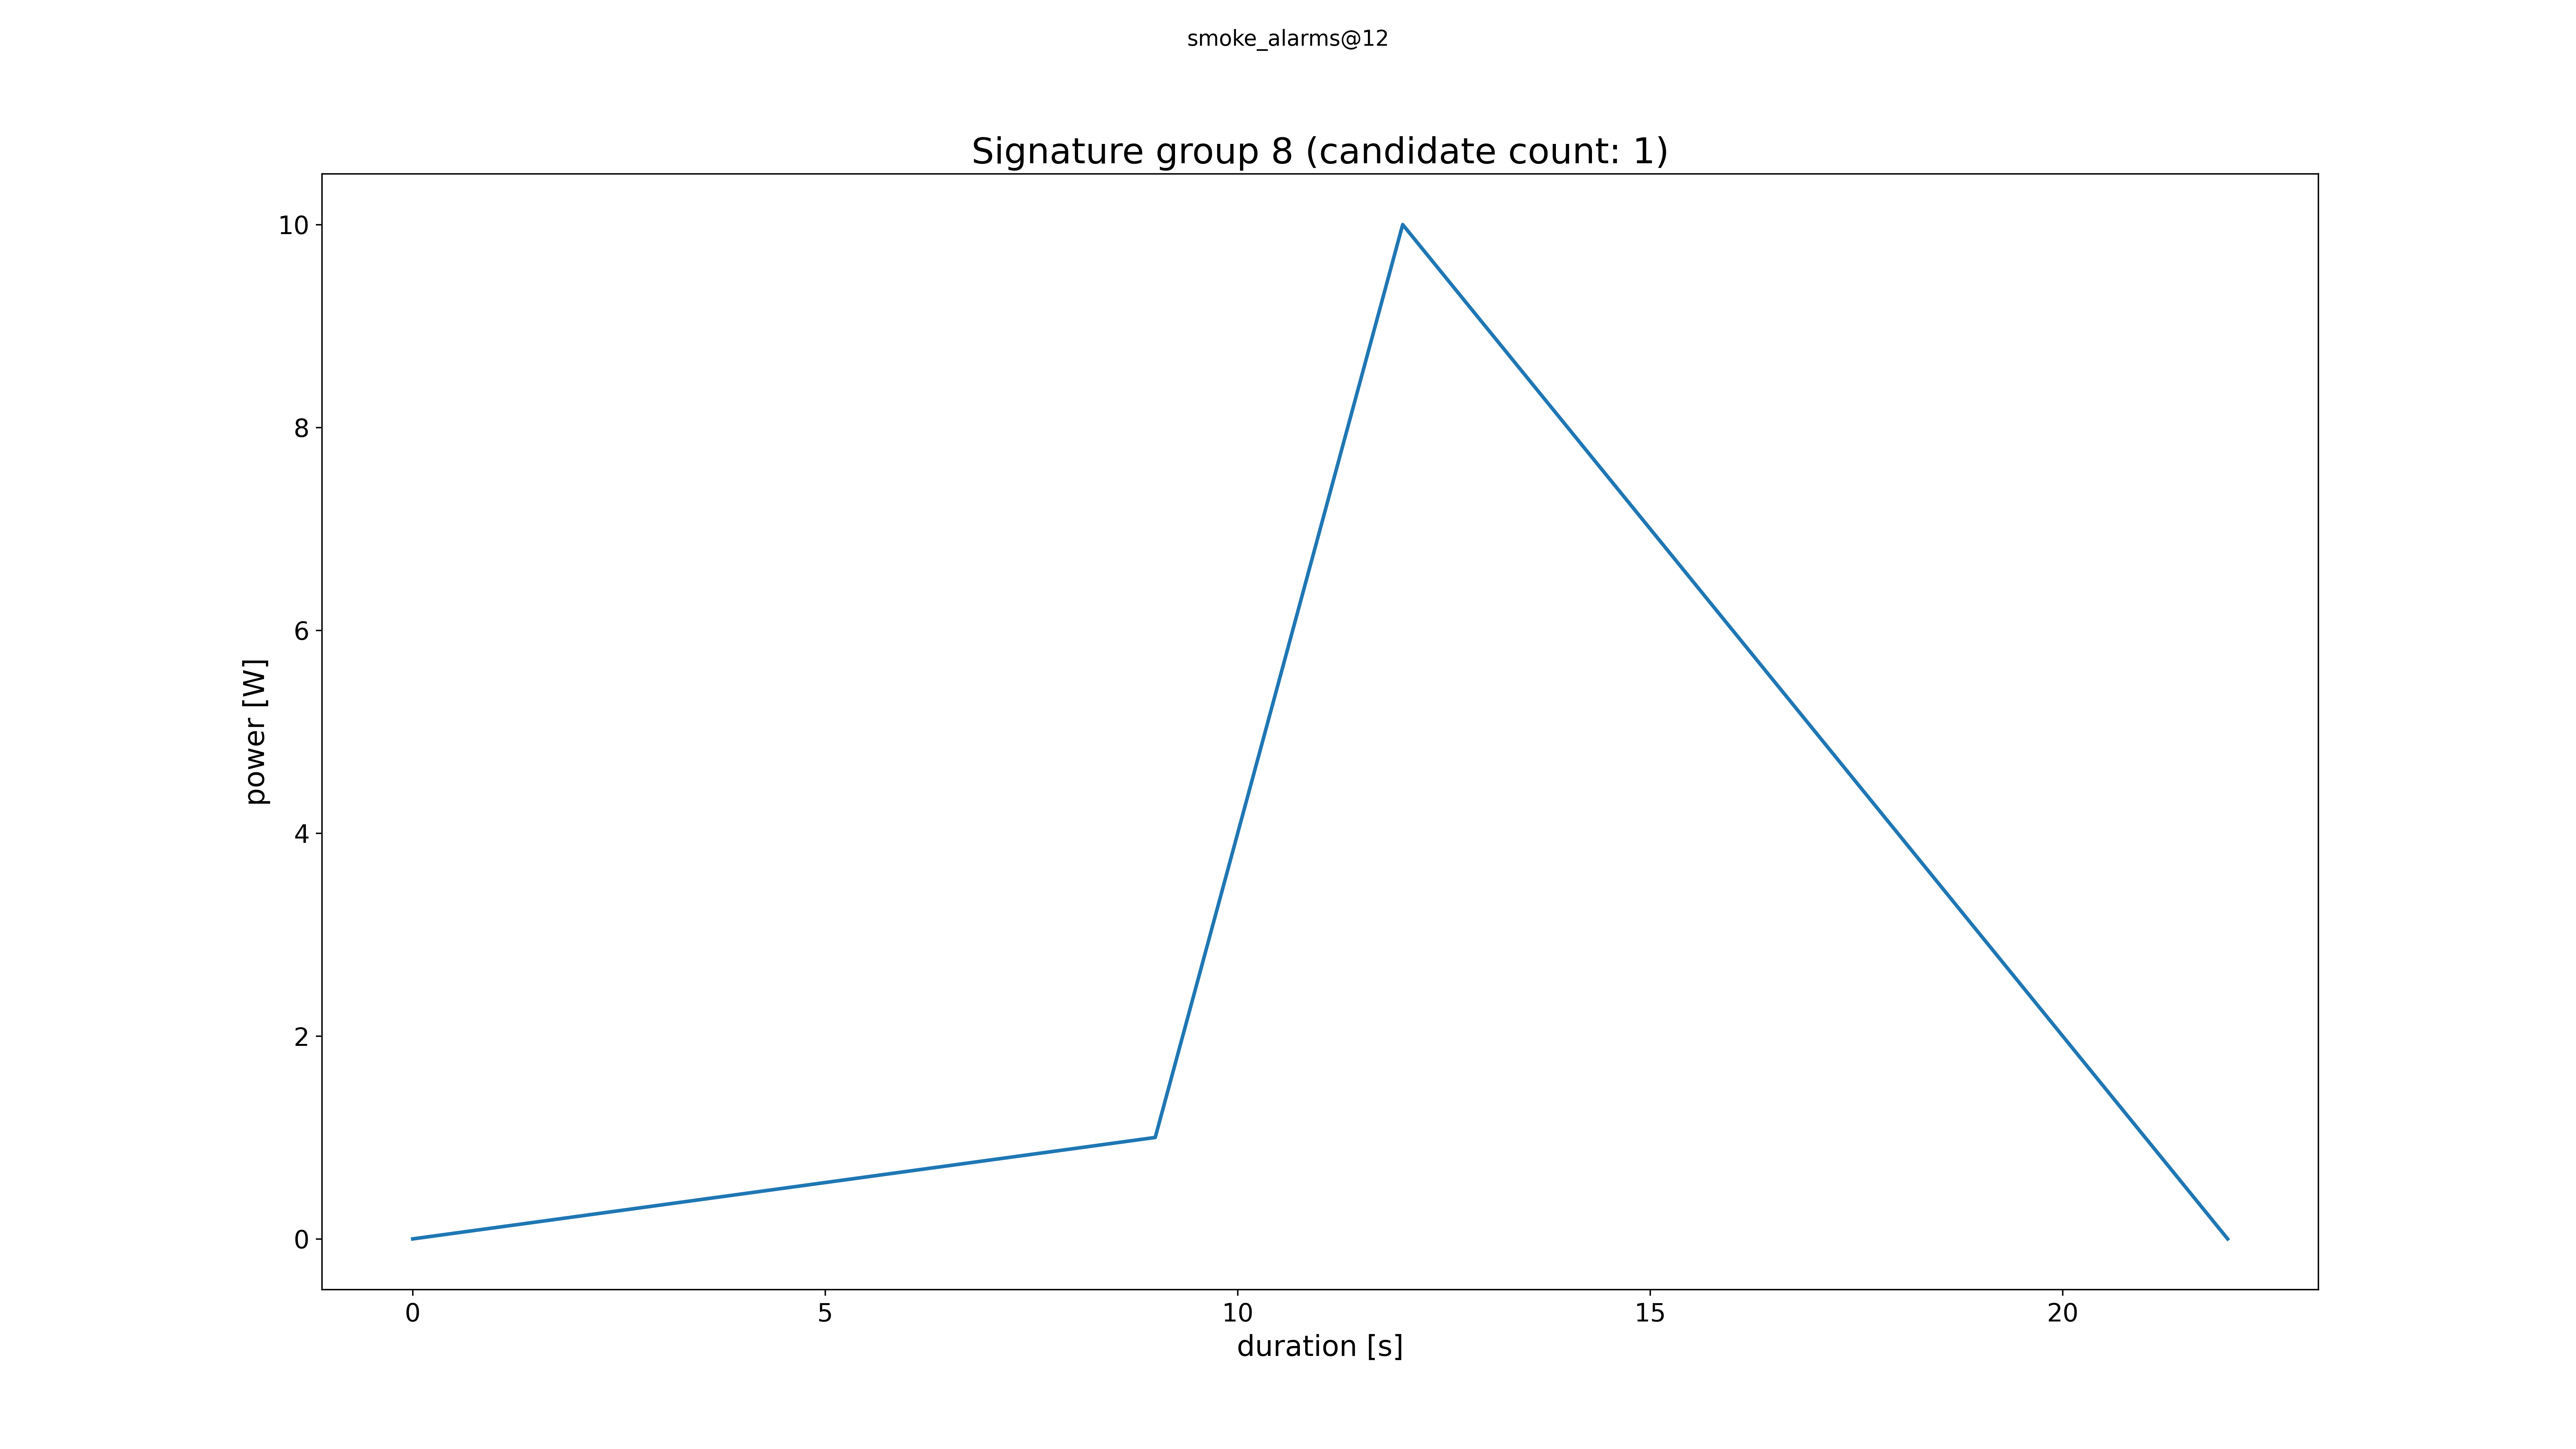 smoke_alarms@12
Signature group 8 (candidate count: 1)
10
8
6
4
2
0
power [W]
0 5 10 15 20
duration [s]